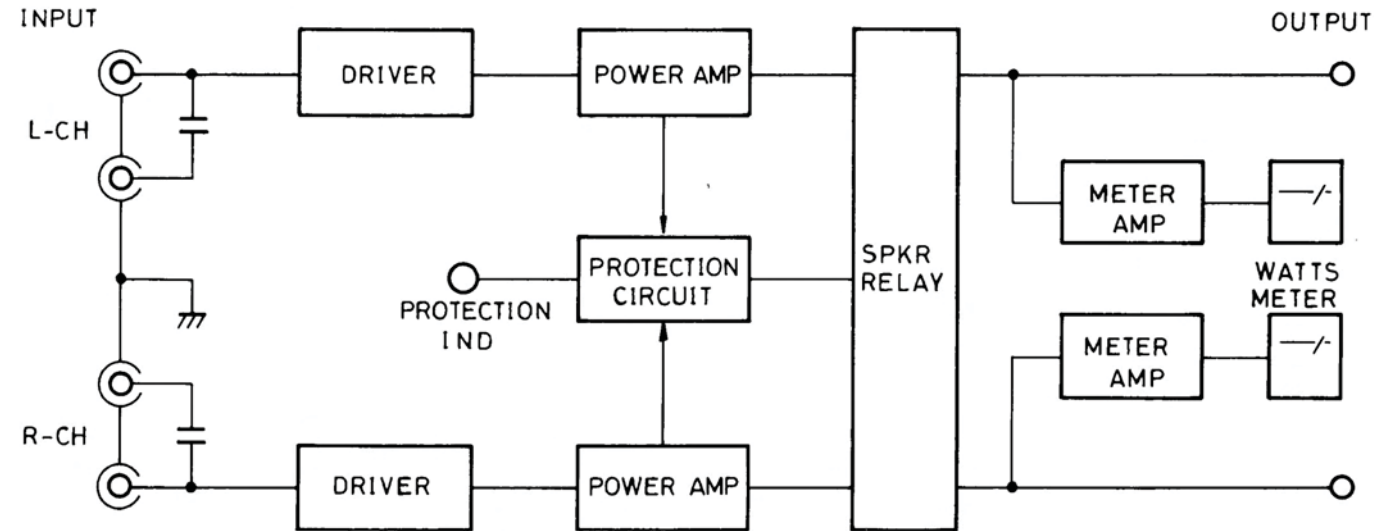 INPUT
OUTPUT
DRIVER
POWER AMP
L-CH
METER
AMP
PROTECTION
CIRCUIT
SPKR
RELAY
WATTS
METER
PROTECTION
IND
METER
AMP
R-CH
DRIVER
POWER AMP